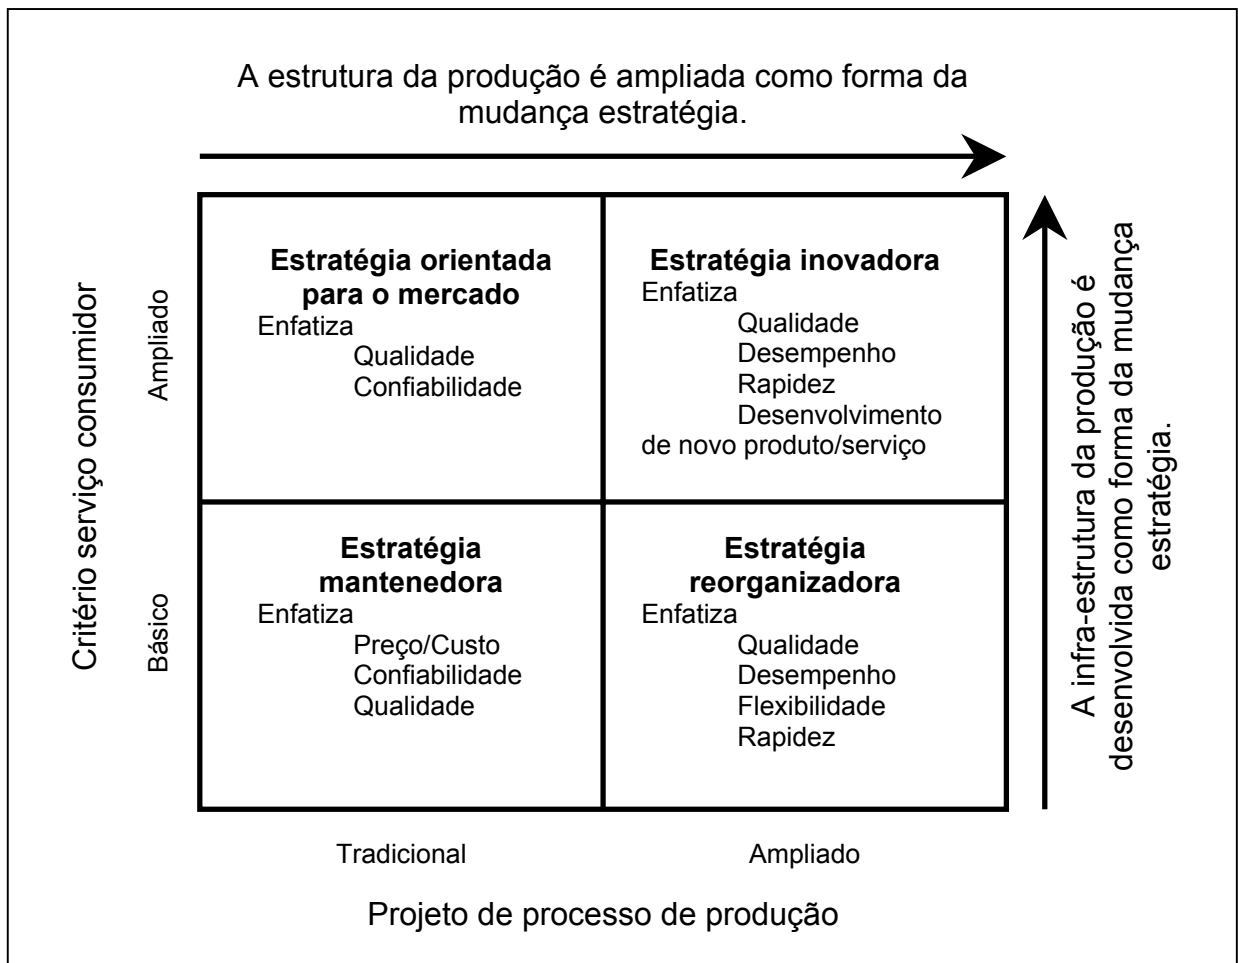 A estrutura da produção é ampliada como forma da
mudança estratégia.
Critério serviço consumidor
Ampliado
Básico
Estratégia orientada
para o mercado
Enfatiza
Qualidade
Confiabilidade
Estratégia inovadora
Enfatiza
Qualidade
Desempenho
Rapidez
Desenvolvimento
de novo produto/serviço
Estratégia
mantenedora
Enfatiza
Preço/Custo
Confiabilidade
Qualidade
Estratégia
reorganizadora
Enfatiza
Qualidade
Desempenho
Flexibilidade
Rapidez
A infra-estrutura da produção é
desenvolvida como forma da mudança
estratégia.
Tradicional
Ampliado
Projeto de processo de produção